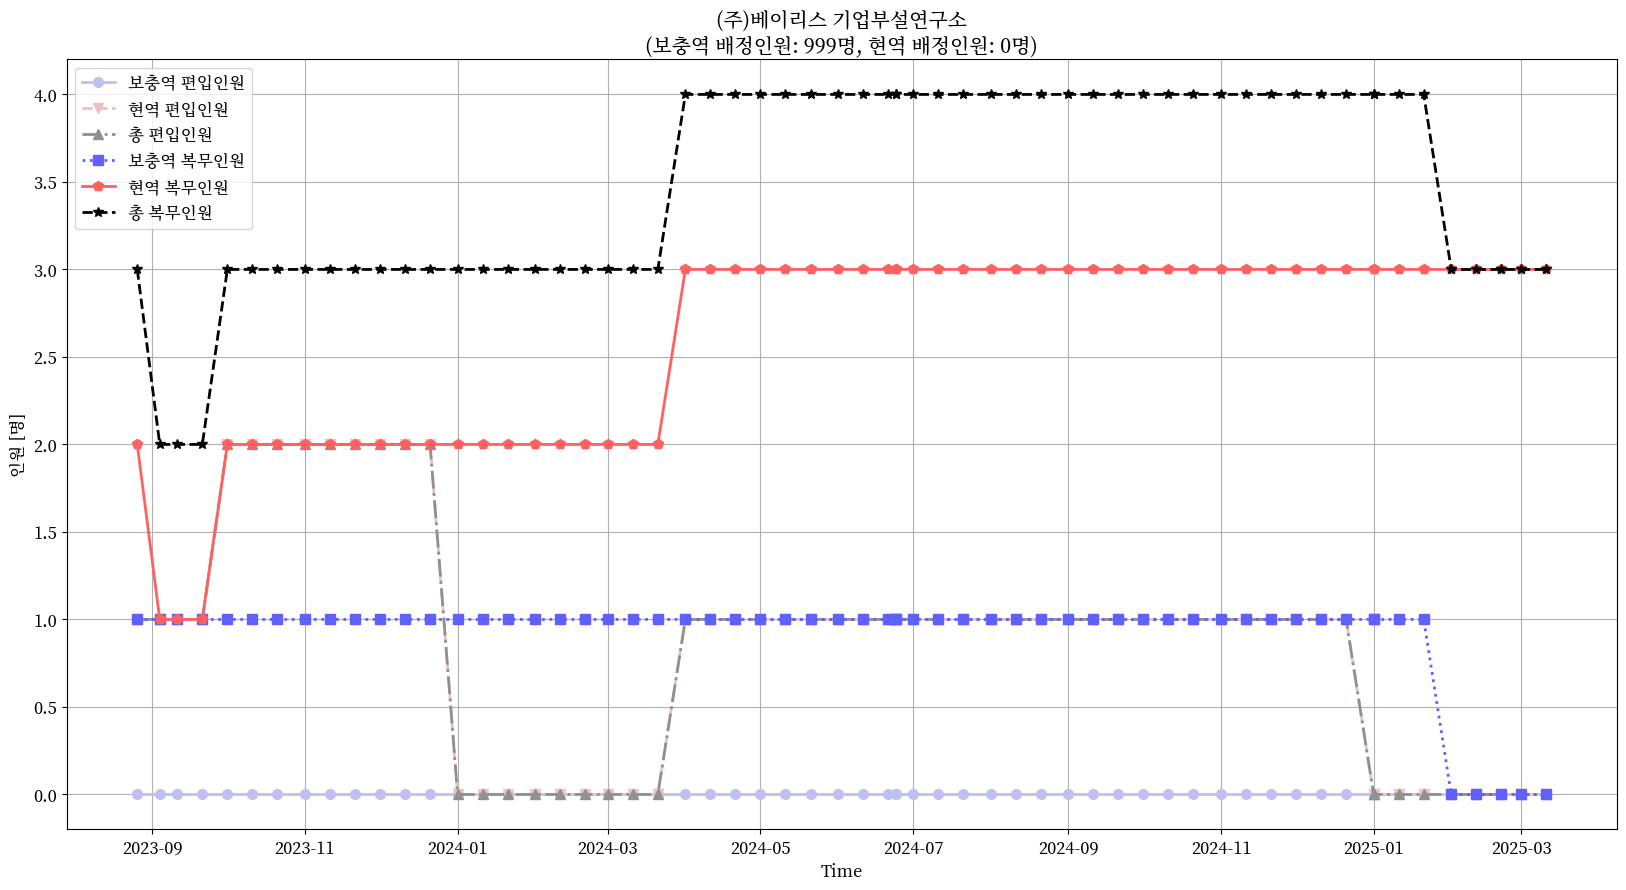 (주)베이리스 기업부설연구소
(보충역 배정인원: 999명, 현역 배정인원: 0명)
보충역 편입인원
현역 편입인원
총 편입인원
보충역 복무인원
현역 복무인원
총 복무인원
인원 [명]
4.0
3.5
3.0
2.5
2.0
1.5
1.0
0.5
0.0
2023-09
2023-11
2024-01
2024-03
2024-05
2024-07
2024-09
2024-11
2025-01
2025-03
Time